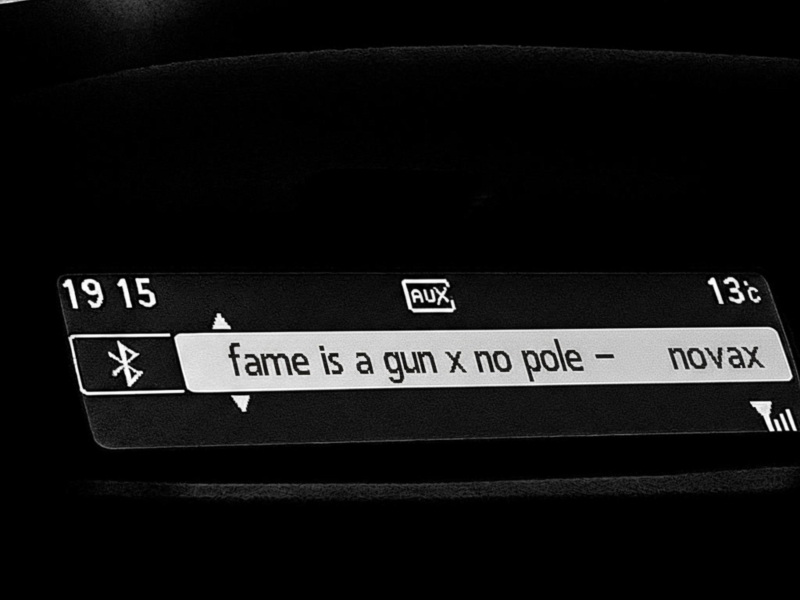 19 15 AUX 13°C
fame is a gun x no pole – novax